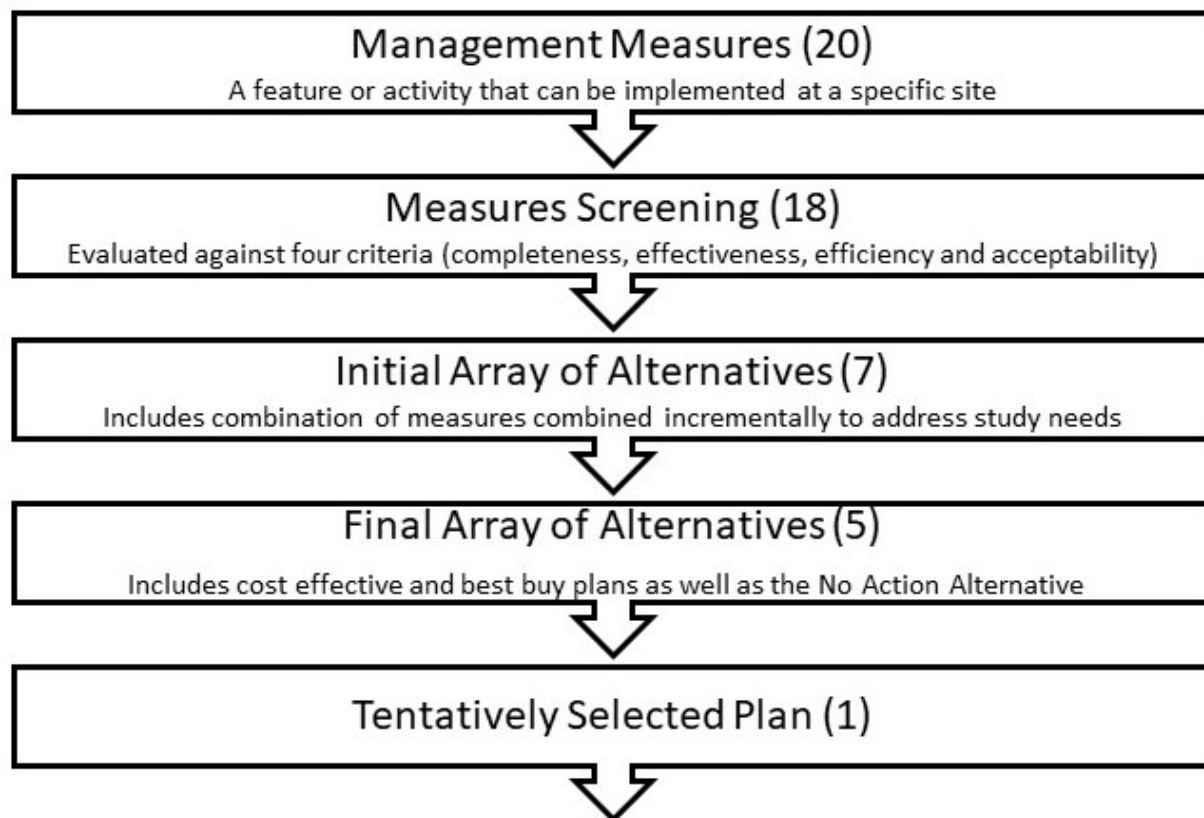 Management Measures (20)
A feature or activity that can be implemented at a specific site
Measures Screening (18)
Evaluated against four criteria (completeness, effectiveness, efficiency and acceptability)
Initial Array of Alternatives (7)
Includes combination of measures combined incrementally to address study needs
Final Array of Alternatives (5)
Includes cost effective and best buy plans as well as the No Action Alternative
Tentatively Selected Plan (1)